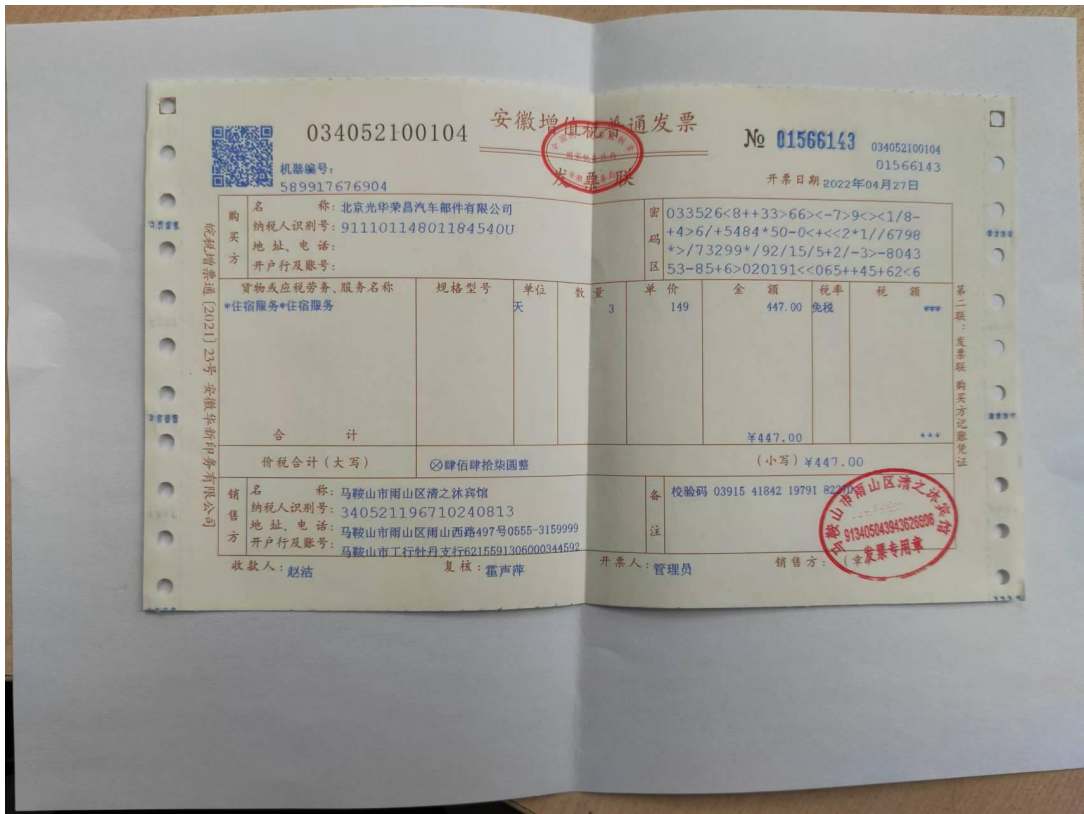 安徽增值税普通发票
034052100104
№ 01566143
034052100104
01566143
发票联
机器编号:
589917676904
开票日期 2022年04月27日
购买方
名 称: 北京光华荣昌汽车部件有限公司
纳税人识别号: 91110114801184540U
地 址、电 话:
开户行及账号:
密码区
033526<8++33>66><-7>9<><1/8-
+4>6/+5484*50-0<+<<2*1//6798
*>/73299*/92/15/5+2/-3>-8043
53-85+6>020191<<065++45+62<6
货物或应税劳务、服务名称 规格型号 单位 数 量 单 价 金 额 税率 税 额
*住宿服务*住宿服务 天 3 149 447.00 免税 ***
合 计 ¥447.00 ***
价税合计(大写) ⊗肆佰肆拾柒圆整 (小写) ¥447.00
销售方
名 称: 马鞍山市雨山区清之沐宾馆
纳税人识别号: 340521196710240813
地 址、电 话: 马鞍山市雨山区雨山西路497号0555-3159999
开户行及账号: 马鞍山市工行牡丹支行6215591306000344592
备注
校验码 03915 41842 19791
收款人: 赵洁 复核: 霍声萍 开票人: 管理员 销售方:(章)
马鞍山市雨山区清之沐宾馆
发票专用章
皖税增票通[2021]23号 安徽华新印务有限公司
第二联:发票联 购买方记账凭证